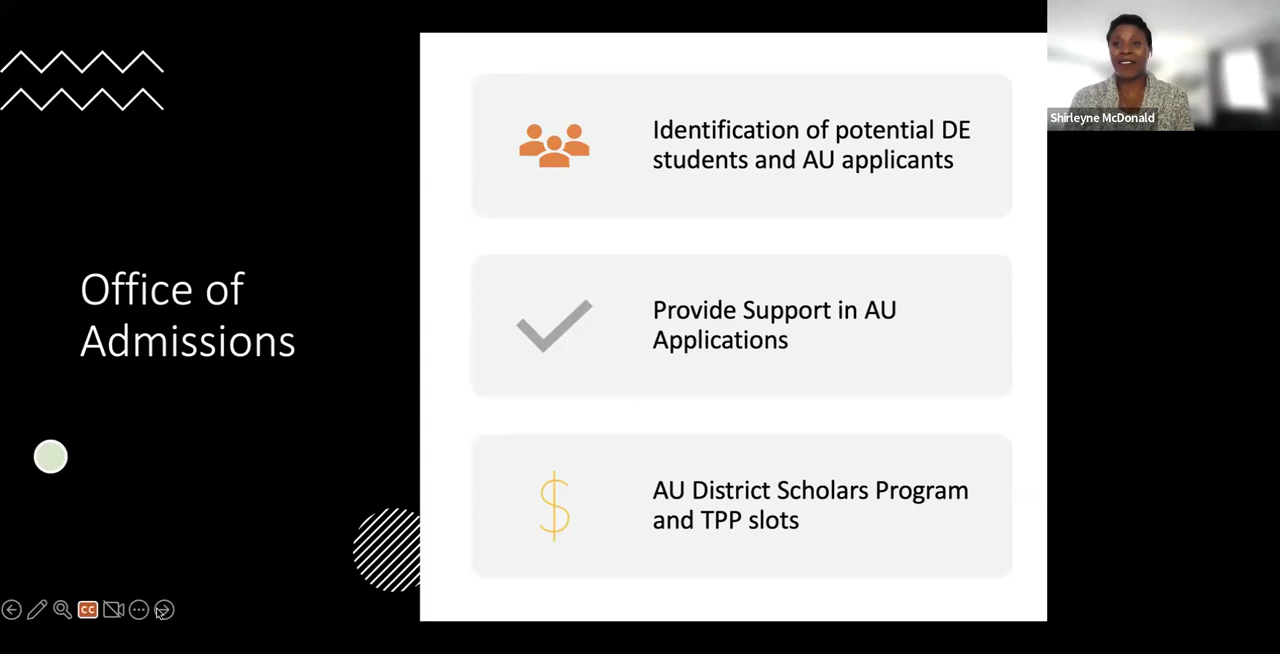 Office of
Admissions
Identification of potential DE
students and AU applicants
Provide Support in AU
Applications
$
AU District Scholars Program
and TPP slots
Shirleyne McDonald
CC